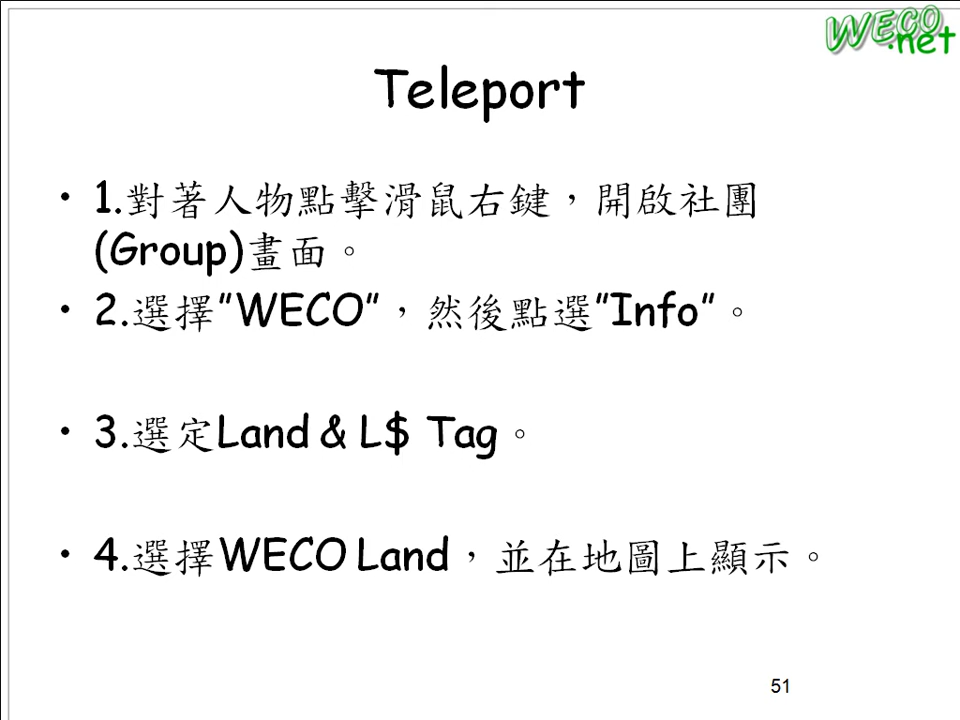 WECO.net
Teleport
• 1.對著人物點擊滑鼠右鍵，開啟社團
(Group)畫面。
• 2.選擇”WECO”，然後點選”Info”。
• 3.選定Land & L$ Tag。
• 4.選擇WECO Land，並在地圖上顯示。
51